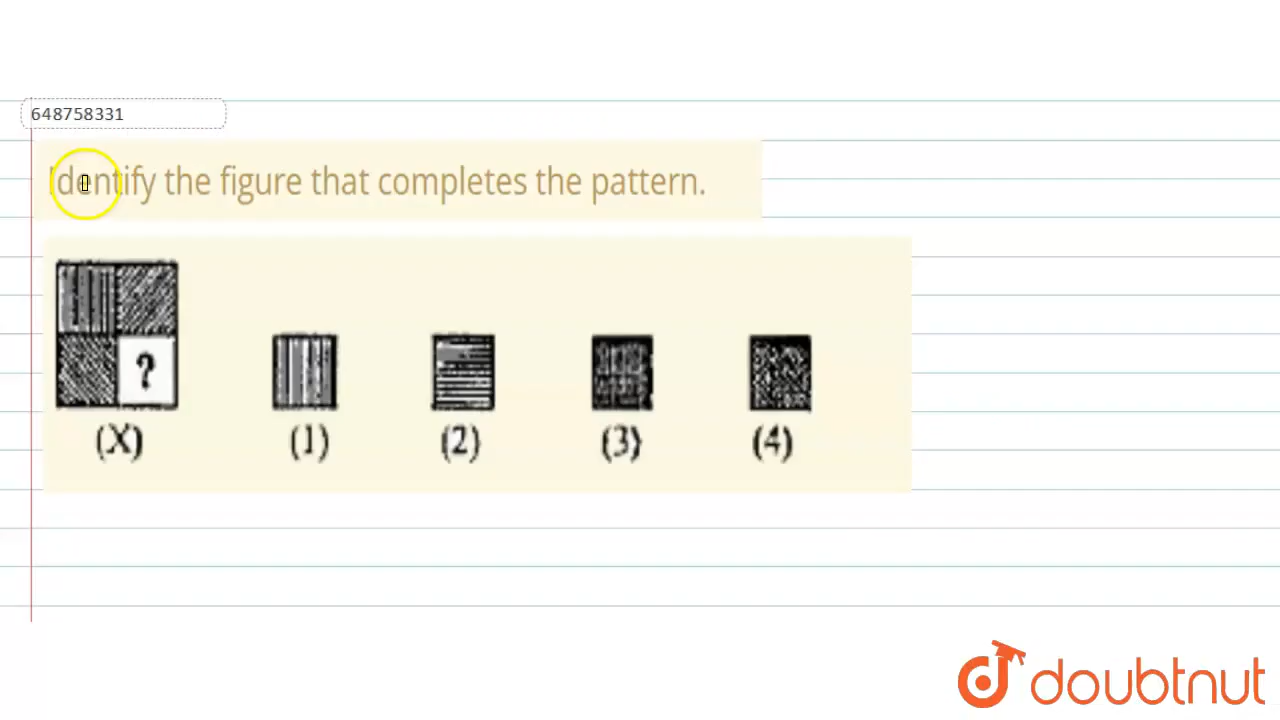 648758331
Identify the figure that completes the pattern.
?
(X) (1) (2) (3) (4)
doubtnut